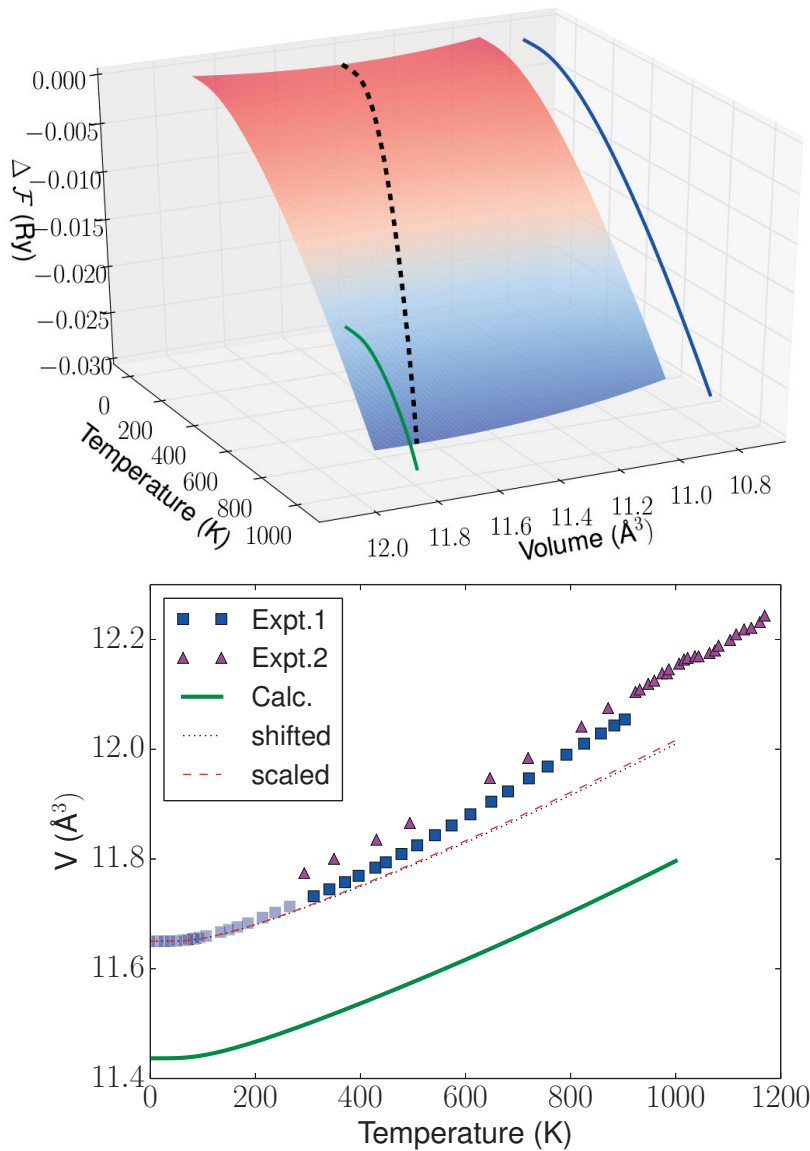 0.000
−0.005
−0.010
−0.015
−0.020
−0.025
−0.030
Δ ℱ (Ry)
0
200
400
600
800
1000
Temperature (K)
12.0
11.8
11.6
11.4
11.2
11.0
10.8
Volume (Å³)
Expt.1
Expt.2
Calc.
shifted
scaled
12.2
12.0
11.8
11.6
11.4
V (Å³)
0 200 400 600 800 1000 1200
Temperature (K)